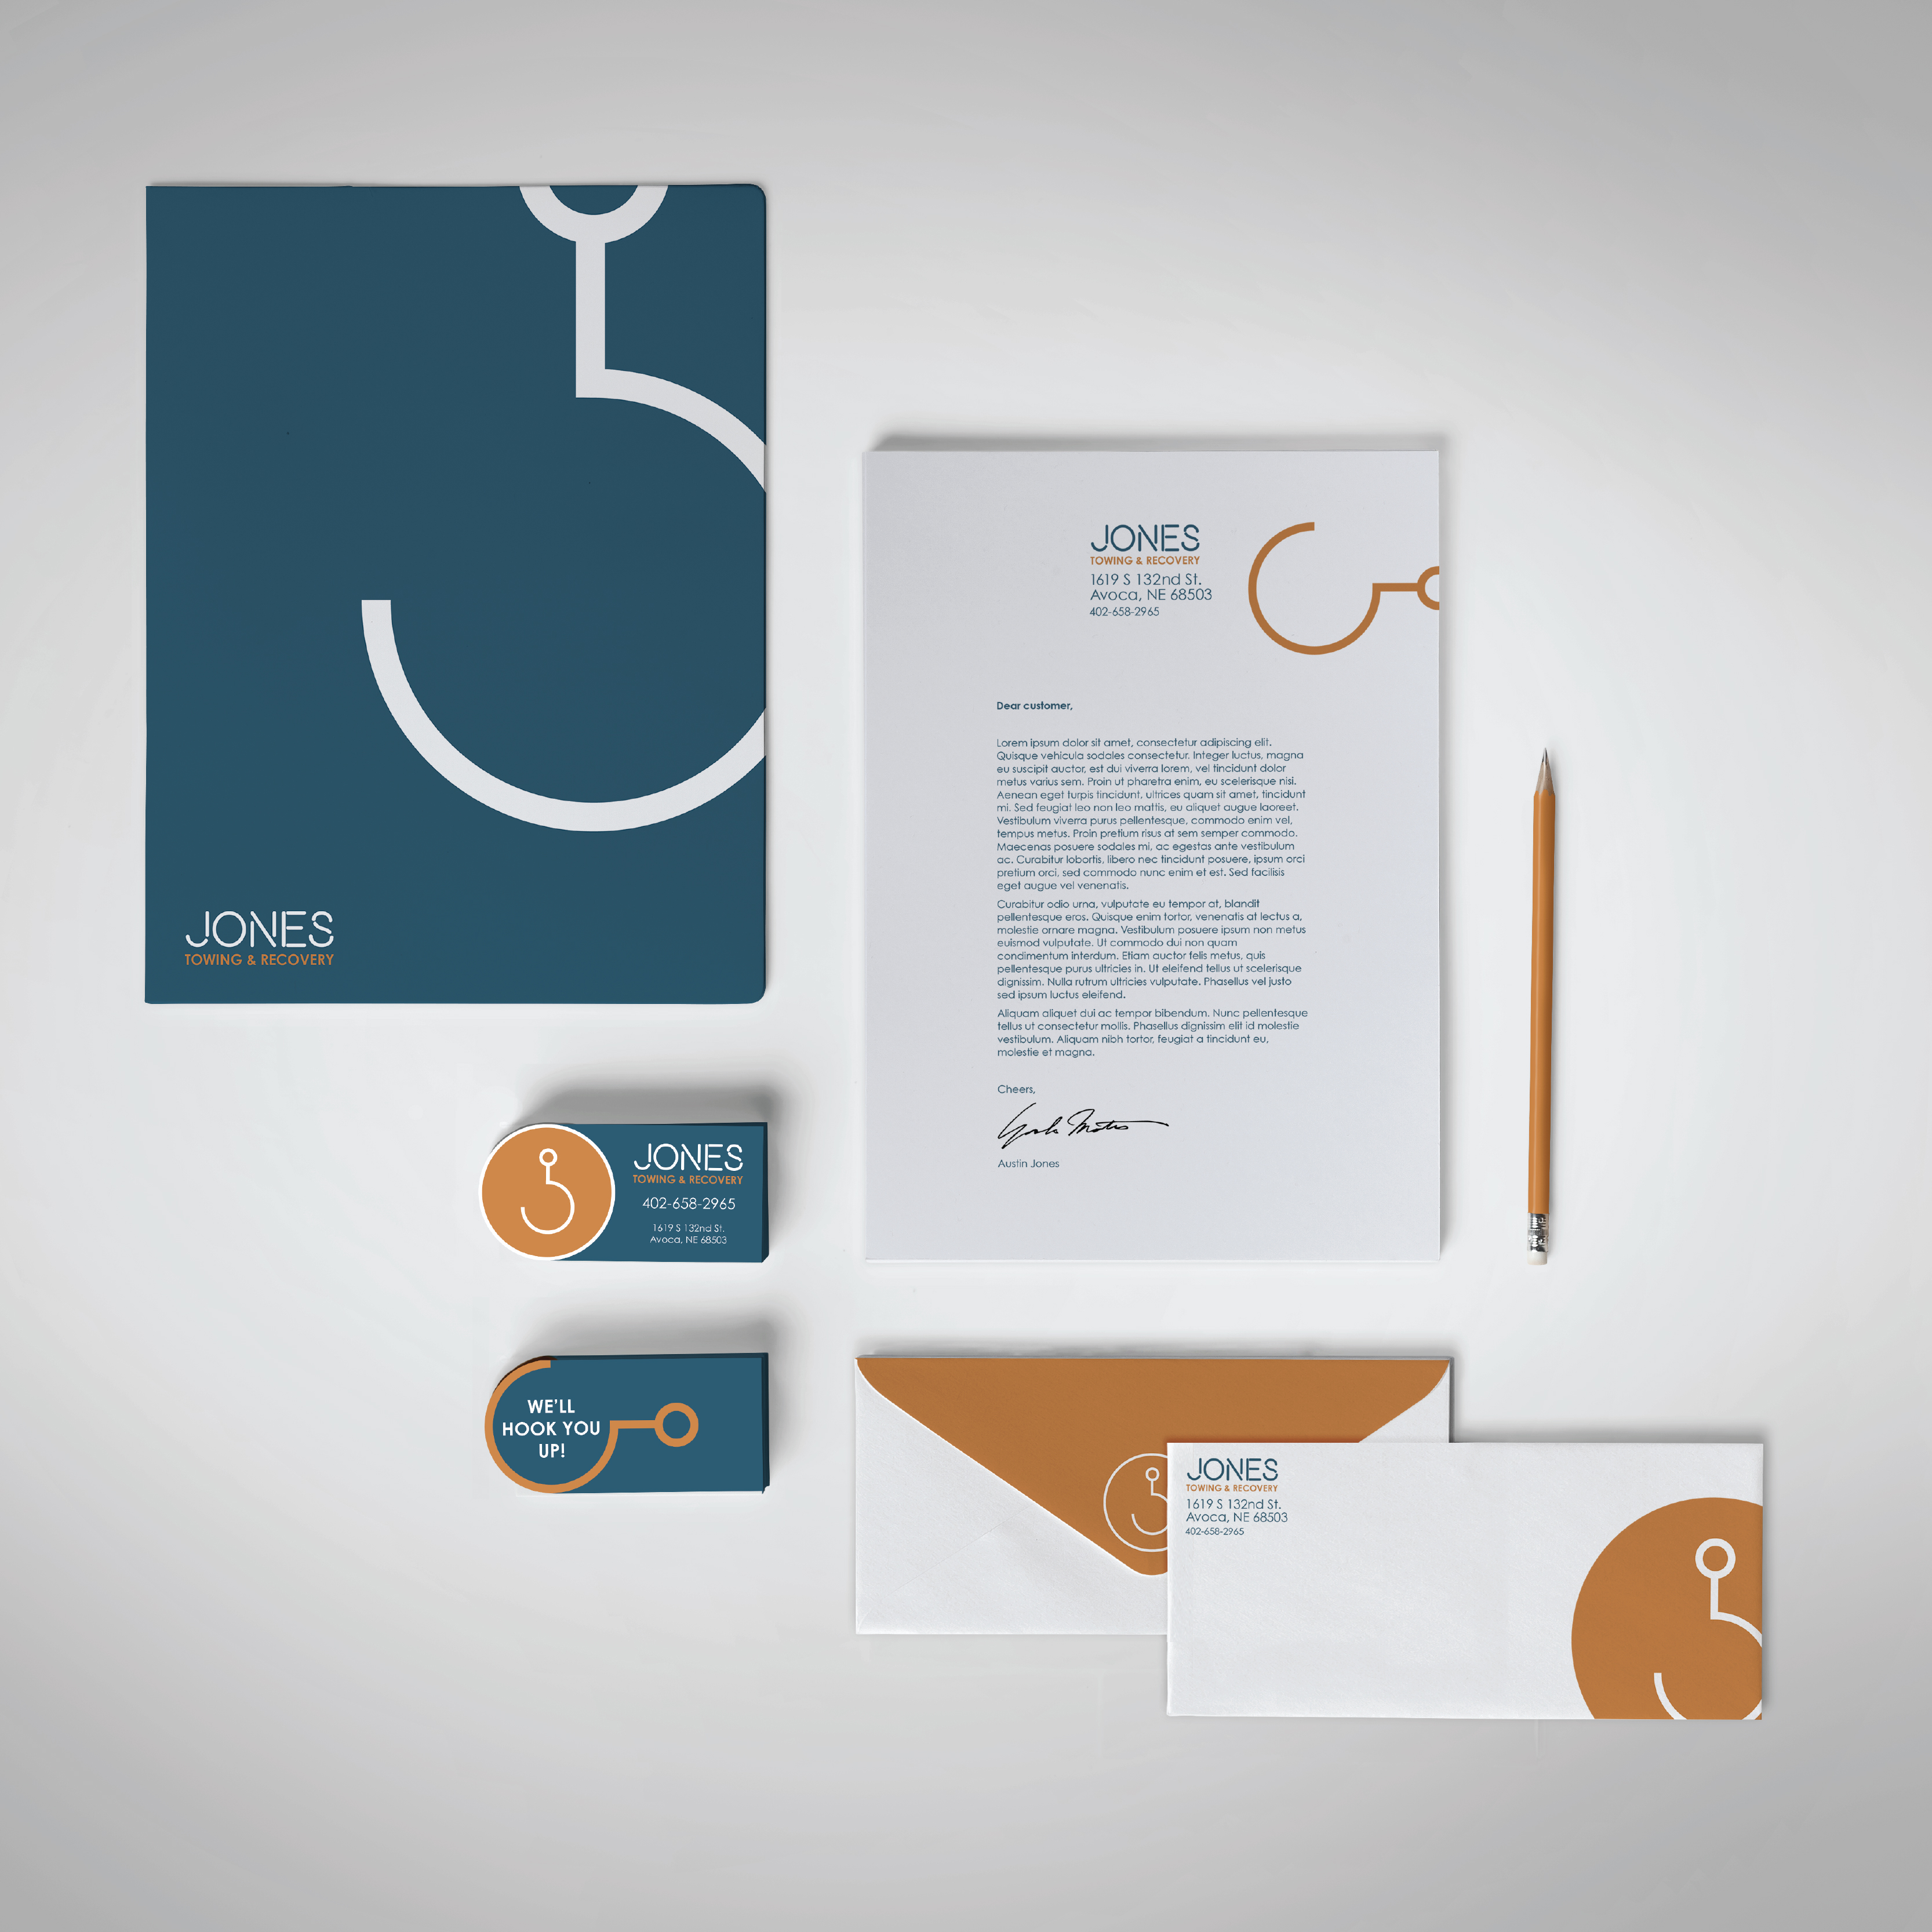 JONES
TOWING & RECOVERY
JONES
TOWING & RECOVERY
1619 S 132nd St.
Avoca, NE 68503
402-658-2965
Dear customer,
Lorem ipsum dolor sit amet, consectetur adipiscing elit.
Quisque vehicula sodales consectetur. Integer luctus, magna
eu suscipit auctor, est dui viverra lorem, vel tincidunt dolor
metus varius sem. Proin ut pharetra enim, eu scelerisque nisi.
Aenean eget turpis tincidunt, ultrices quam sit amet, tincidunt
mi. Sed feugiat leo non leo mattis, eu aliquet augue laoreet.
Vestibulum viverra purus pellentesque, commodo enim vel,
tempus metus. Proin pretium risus at sem semper commodo.
Maecenas posuere sodales mi, ac egestas ante vestibulum
ac. Curabitur lobortis, libero nec tincidunt posuere, ipsum orci
pretium orci, sed commodo nunc enim et est. Sed facilisis
eget augue vel venenatis.
Curabitur odio urna, vulputate eu tempor at, blandit
pellentesque eros. Quisque enim tortor, venenatis at lectus a,
molestie ornare magna. Vestibulum posuere ipsum non metus
euismod vulputate. Ut commodo dui non quam
condimentum interdum. Etiam auctor felis metus, quis
pellentesque purus ultricies in. Ut eleifend tellus ut scelerisque
dignissim. Nulla rutrum ultricies vulputate. Phasellus vel justo
sed ipsum luctus eleifend.
Aliquam aliquet dui ac tempor bibendum. Nunc pellentesque
tellus ut consectetur mollis. Phasellus dignissim elit id molestie
vestibulum. Aliquam nibh tortor, feugiat a tincidunt eu,
molestie et magna.
Cheers,
Austin Jones
JONES
TOWING & RECOVERY
402-658-2965
1619 S 132nd St.
Avoca, NE 68503
WE'LL
HOOK YOU
UP!
JONES
TOWING & RECOVERY
1619 S 132nd St.
Avoca, NE 68503
402-658-2965